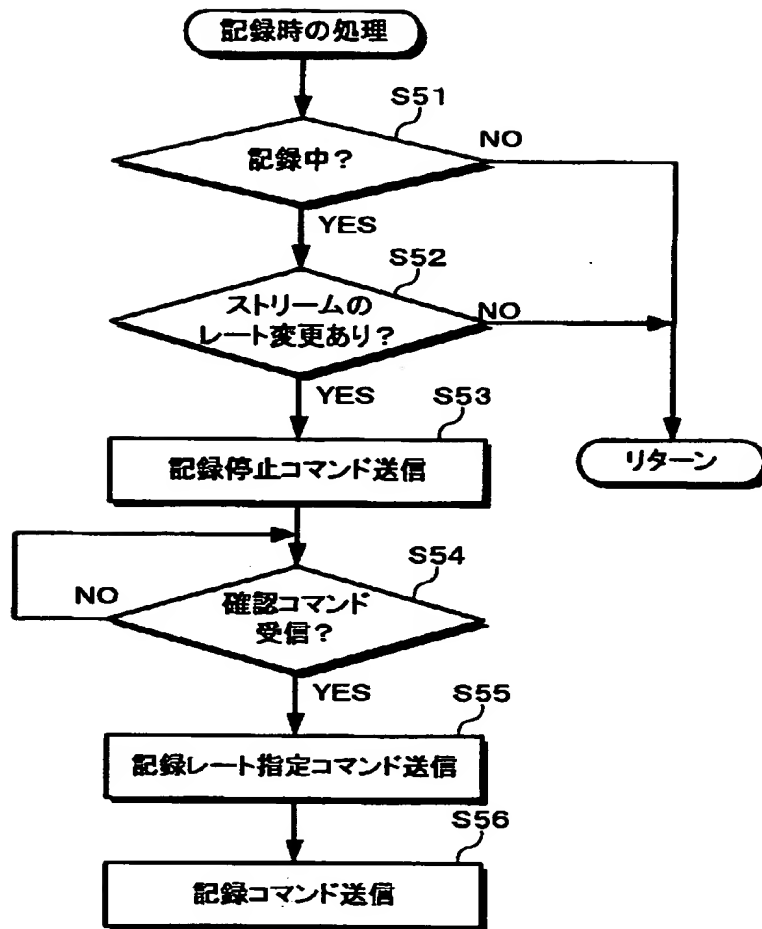 記録時の処理
S51
記録中？
NO
YES
S52
ストリームの
レート変更あり？
NO
YES
S53
記録停止コマンド送信
リターン
S54
確認コマンド
受信？
NO
YES
S55
記録レート指定コマンド送信
S56
記録コマンド送信